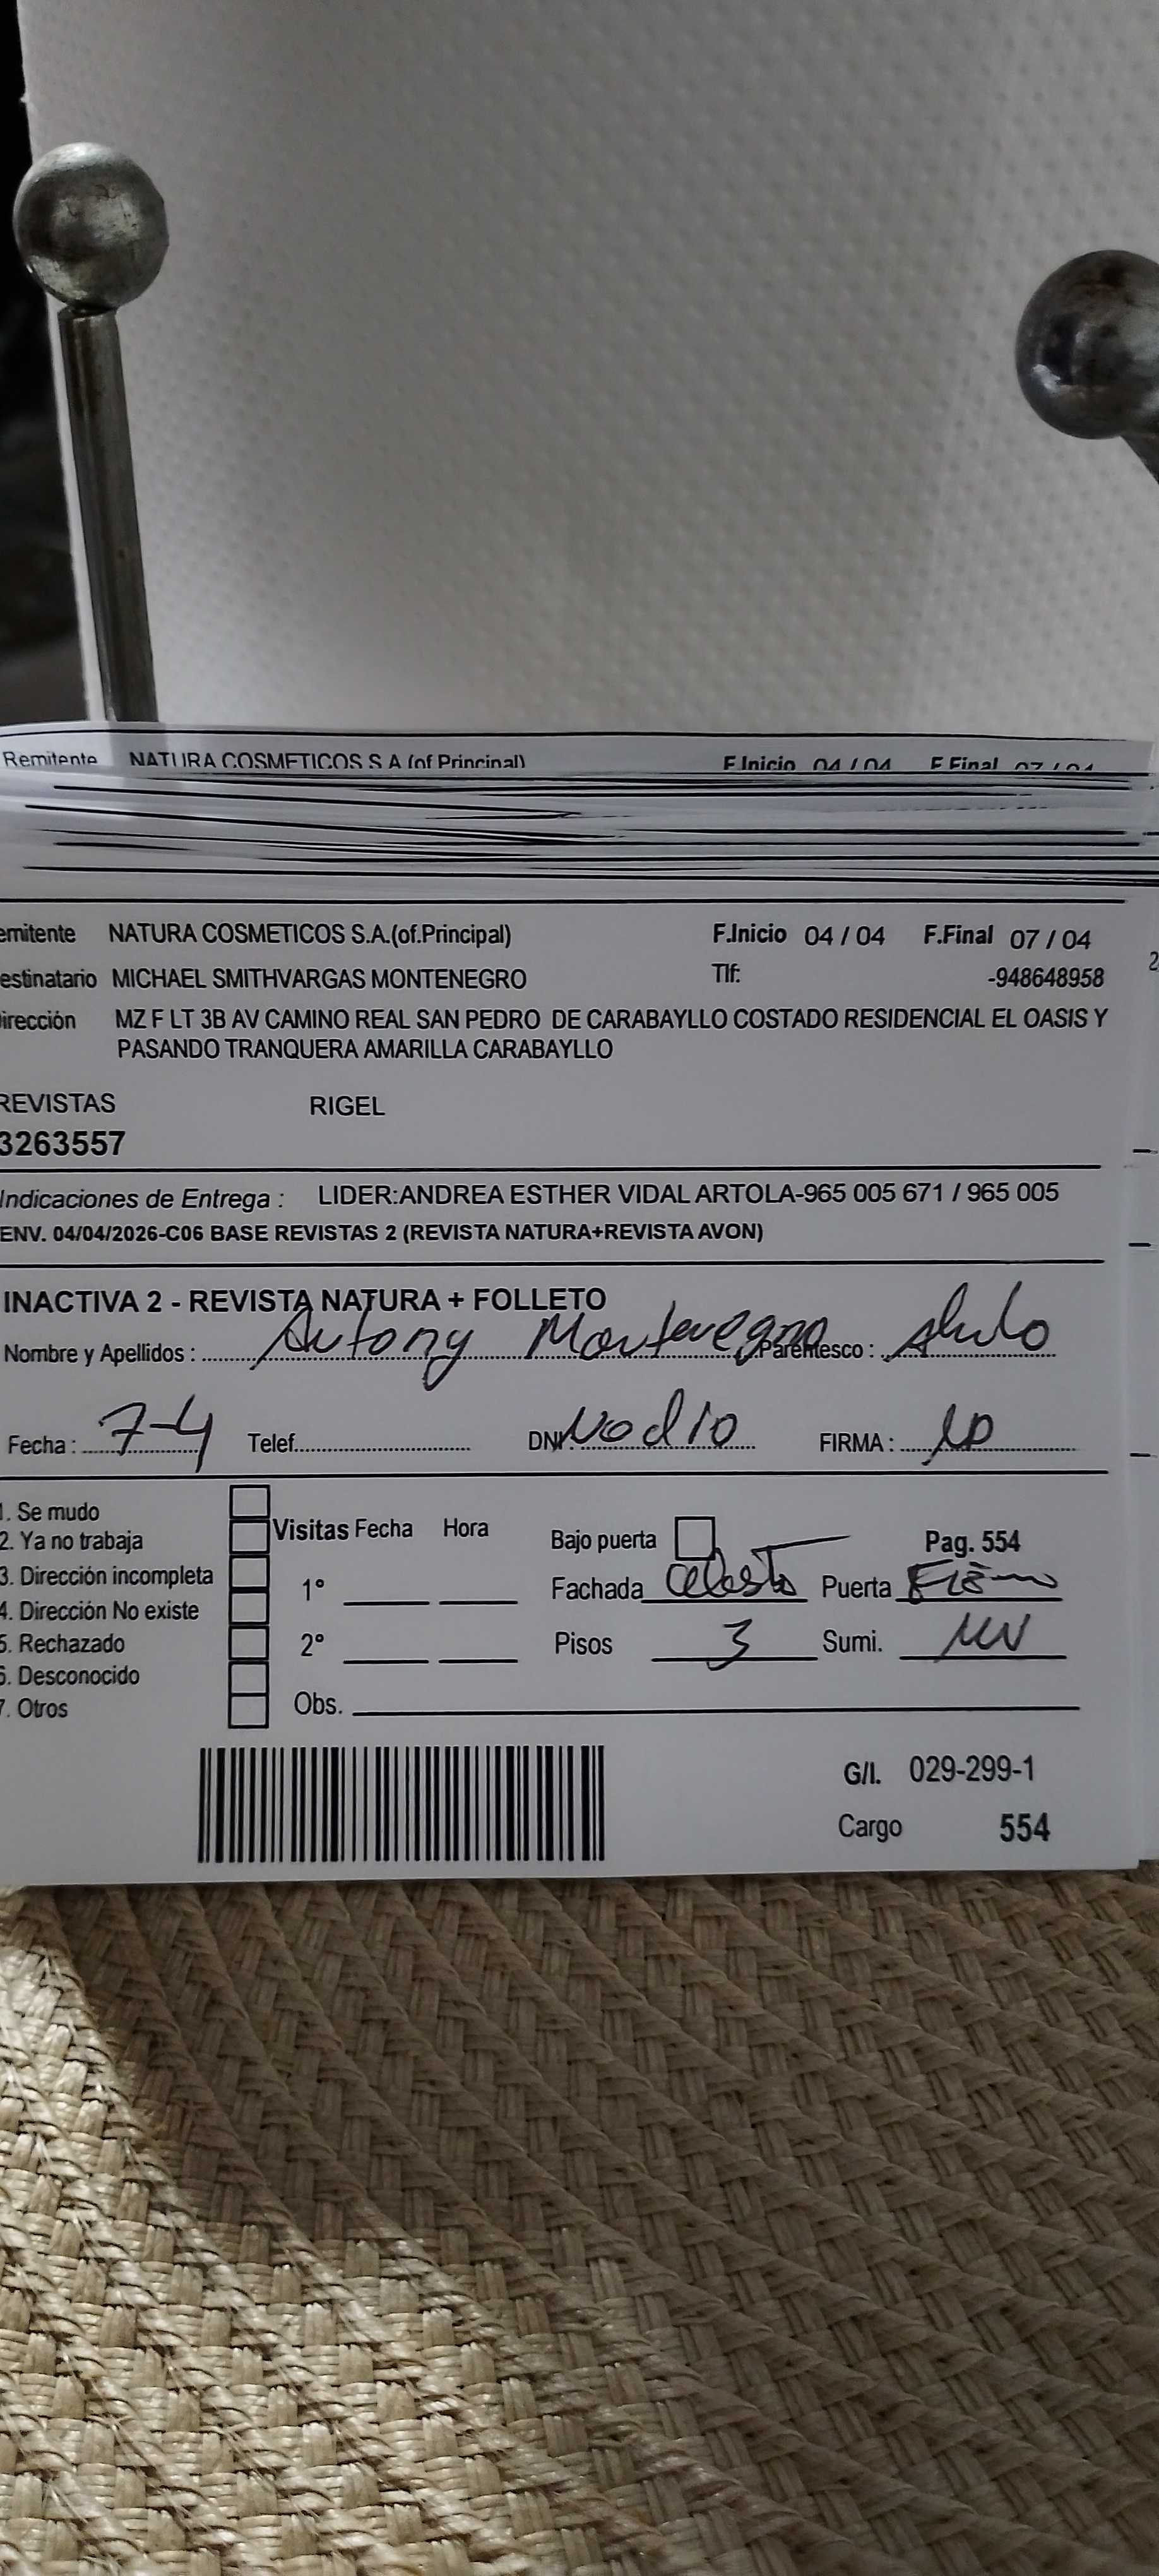 Remitente NATURA COSMETICOS S.A.(of.Principal) F.Inicio 04 / 04 F.Final 07 / 04
emitente NATURA COSMETICOS S.A.(of.Principal) F.Inicio 04 / 04 F.Final 07 / 04
estinatario MICHAEL SMITHVARGAS MONTENEGRO Tlf: -948648958
irección MZ F LT 3B AV CAMINO REAL SAN PEDRO DE CARABAYLLO COSTADO RESIDENCIAL EL OASIS Y
PASANDO TRANQUERA AMARILLA CARABAYLLO
REVISTAS RIGEL
3263557
Indicaciones de Entrega : LIDER:ANDREA ESTHER VIDAL ARTOLA-965 005 671 / 965 005
ENV. 04/04/2026-C06 BASE REVISTAS 2 (REVISTA NATURA+REVISTA AVON)
INACTIVA 2 - REVISTA NATURA + FOLLETO
Nombre y Apellidos : Antony Montenegro Parentesco :
Fecha : 7-4 Telef. DNI: No dio FIRMA :
1. Se mudo
2. Ya no trabaja Visitas Fecha Hora Bajo puerta Pag. 554
3. Dirección incompleta 1° Fachada Celeste Puerta
4. Dirección No existe
5. Rechazado 2° Pisos 3 Sumi.
6. Desconocido
7. Otros Obs.
G/I. 029-299-1
Cargo 554